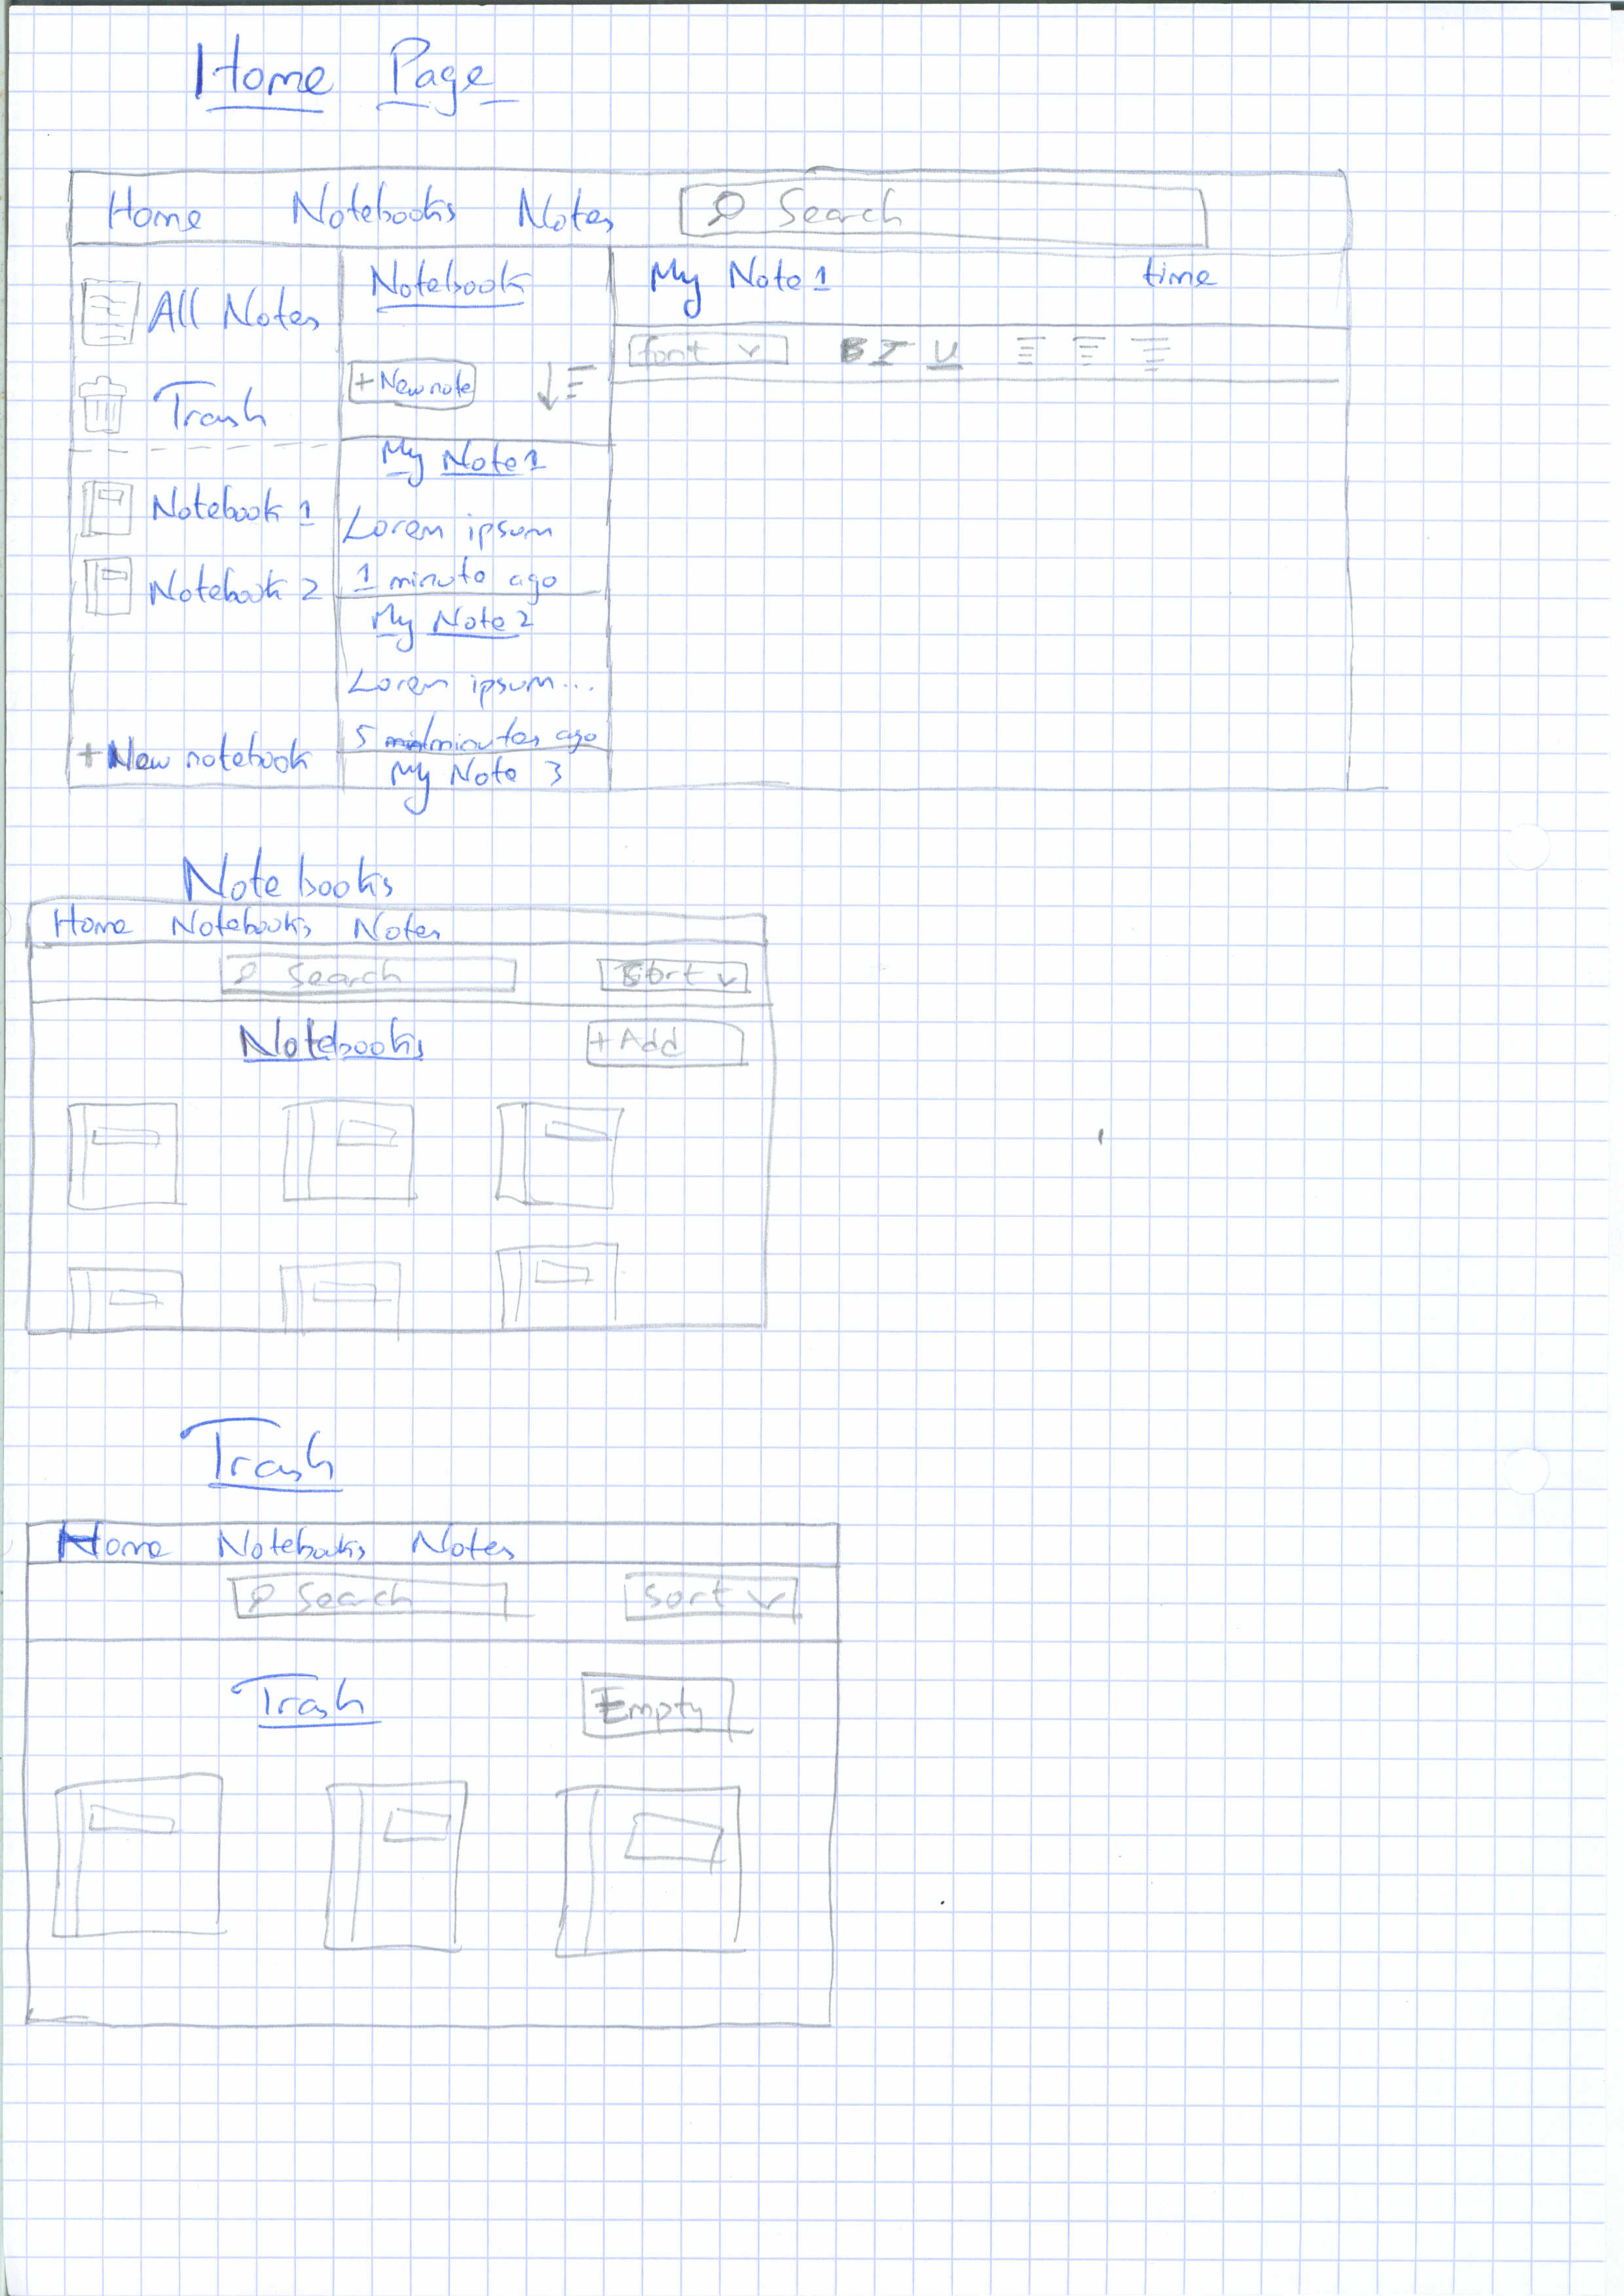 Home Page
Home Notebooks Notes Search
All Notes
Trash
Notebook 1
Notebook 2
+ New notebook
Notebook
+ New note
My Note 1
Lorem ipsum
1 minute ago
My Note 2
Lorem ipsum...
5 minutes ago
My Note 3
My Note 1 time
font B I U
Notebooks
Home Notebooks Notes
Search Sort
Notebooks + Add
Trash
Home Notebooks Notes
Search Sort
Trash Empty